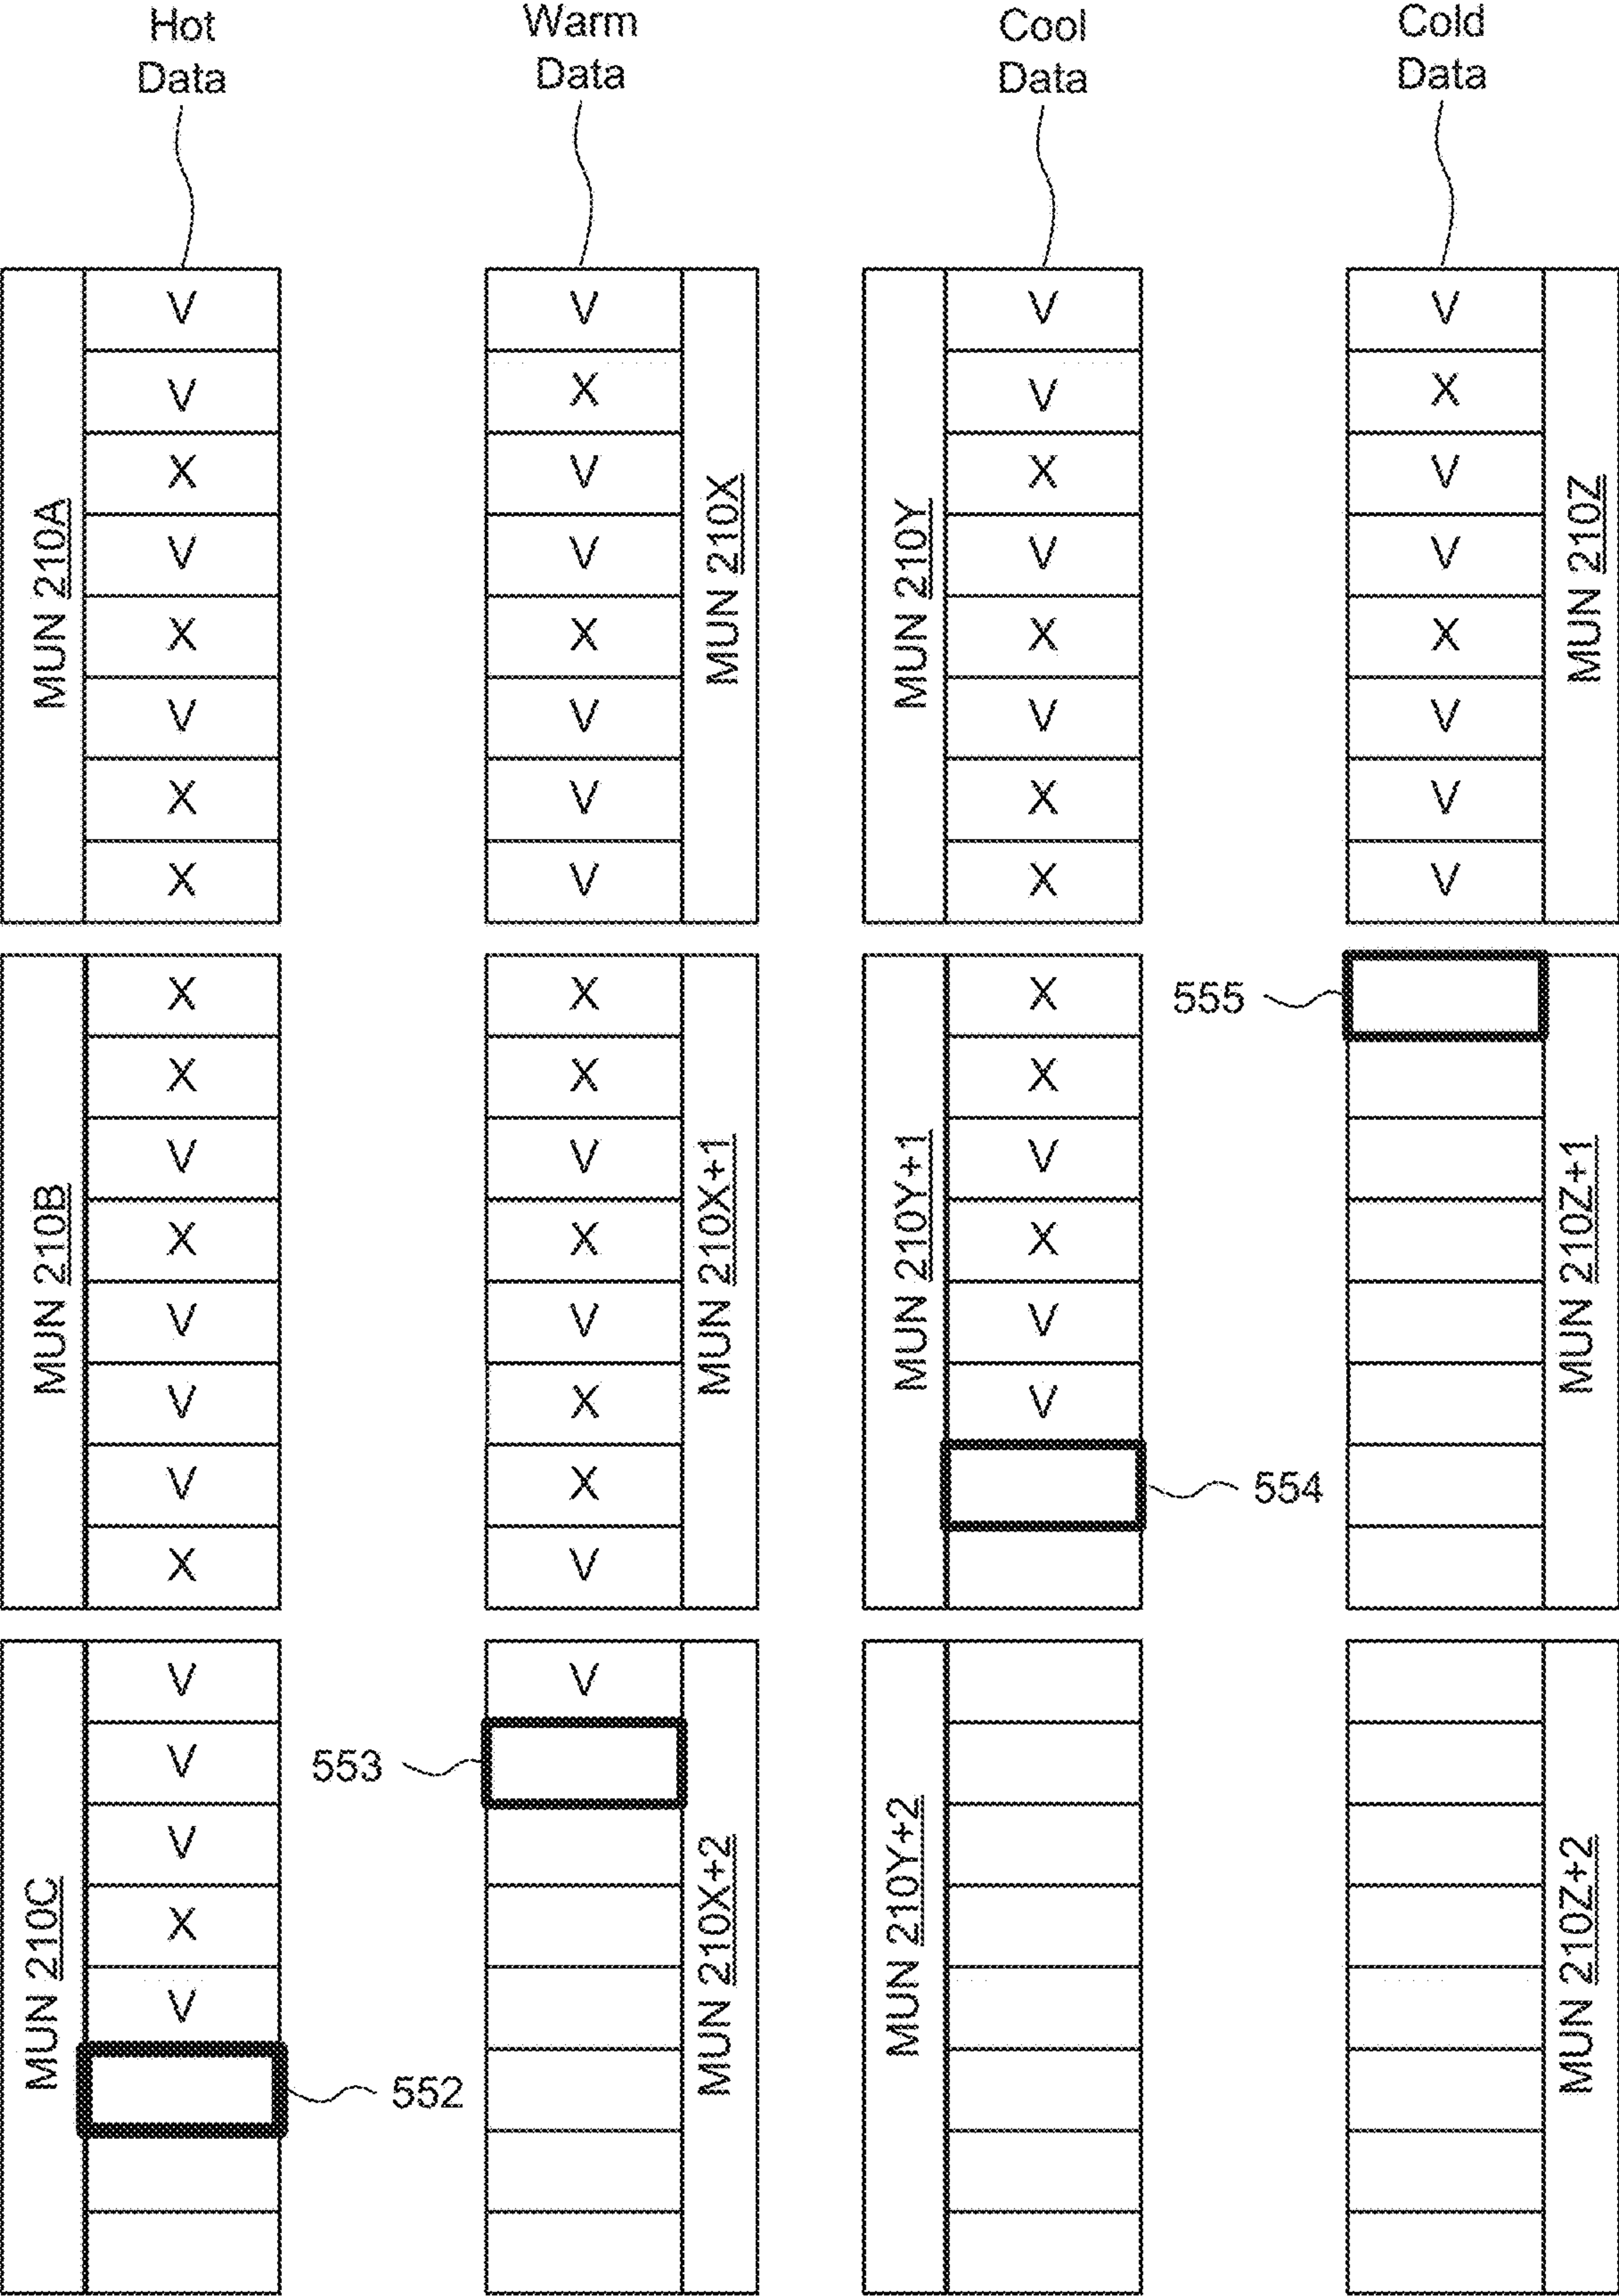 Hot
Data
Warm
Data
Cool
Data
Cold
Data
MUN 210A
V
V
X
V
X
V
X
X
V
X
V
V
X
V
V
V
MUN 210X
MUN 210Y
V
V
X
V
X
V
X
X
V
X
V
V
X
V
V
V
MUN 210Z
MUN 210B
X
X
V
X
V
V
V
X
X
X
V
X
V
X
X
V
MUN 210X+1
MUN 210Y+1
X
X
V
X
V
V
554
555
MUN 210Z+1
MUN 210C
V
V
V
X
V
552
553
V
MUN 210X+2
MUN 210Y+2
MUN 210Z+2